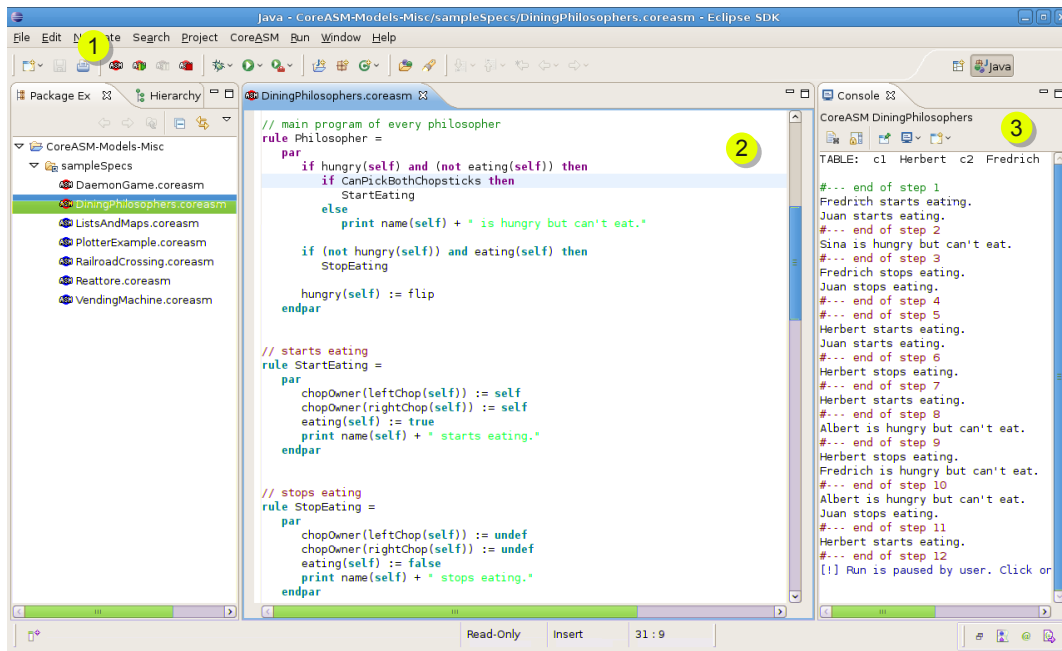 Java - CoreASM-Models-Misc/sampleSpecs/DiningPhilosophers.coreasm - Eclipse SDK
File Edit Search Project CoreASM Run Window Help
1
Java
Package Ex Hierarchy
CoreASM-Models-Misc
sampleSpecs
DaemonGame.coreasm
DiningPhilosophers.coreasm
ListsAndMaps.coreasm
PlotterExample.coreasm
RailroadCrossing.coreasm
Reattore.coreasm
VendingMachine.coreasm
DiningPhilosophers.coreasm
2
// main program of every philosopher
rule Philosopher =
par
if hungry(self) and (not eating(self)) then
if CanPickBothChopsticks then
StartEating
else
print name(self) + " is hungry but can't eat."
if (not hungry(self)) and eating(self) then
StopEating
hungry(self) := flip
endpar
// starts eating
rule StartEating =
par
chopOwner(leftChop(self)) := self
chopOwner(rightChop(self)) := self
eating(self) := true
print name(self) + " starts eating."
endpar
// stops eating
rule StopEating =
par
chopOwner(leftChop(self)) := undef
chopOwner(rightChop(self)) := undef
eating(self) := false
print name(self) + " stops eating."
endpar
Console
CoreASM DiningPhilosophers
3
TABLE: c1 Herbert c2 Fredrich
#--- end of step 1
Fredrich starts eating.
Juan starts eating.
#--- end of step 2
Sina is hungry but can't eat.
#--- end of step 3
Fredrich stops eating.
Juan stops eating.
#--- end of step 4
#--- end of step 5
Herbert starts eating.
Juan starts eating.
#--- end of step 6
Herbert stops eating.
#--- end of step 7
Herbert starts eating.
#--- end of step 8
Albert is hungry but can't eat.
#--- end of step 9
Herbert stops eating.
Fredrich is hungry but can't eat.
#--- end of step 10
Albert is hungry but can't eat.
Juan stops eating.
#--- end of step 11
Herbert starts eating.
#--- end of step 12
[!] Run is paused by user. Click or
Read-Only Insert 31 : 9